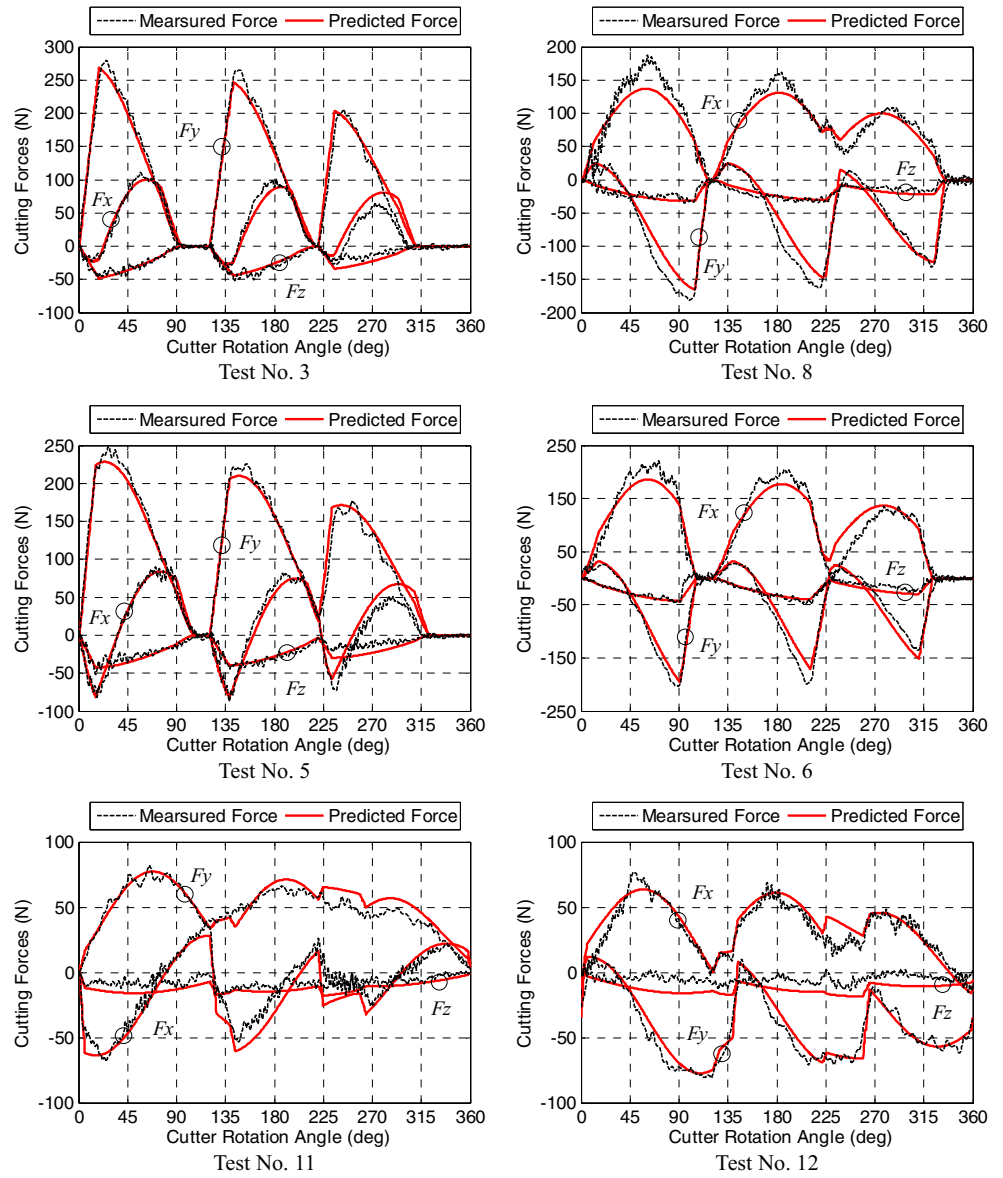 Mearsured Force Predicted Force
Mearsured Force Predicted Force
Cutting Forces (N)
300
250
200
150
100
50
0
-50
-100
Fy
Fx
Fz
0 45 90 135 180 225 270 315 360
Cutter Rotation Angle (deg)
Test No. 3
Cutting Forces (N)
200
100
0
-100
-200
Fx
Fz
Fy
0 45 90 135 180 225 270 315 360
Cutter Rotation Angle (deg)
Test No. 8
Mearsured Force Predicted Force
Mearsured Force Predicted Force
Cutting Forces (N)
250
200
150
100
50
0
-50
-100
Fy
Fx
Fz
0 45 90 135 180 225 270 315 360
Cutter Rotation Angle (deg)
Test No. 5
Cutting Forces (N)
250
150
50
-50
-150
-250
Fx
Fz
Fy
0 45 90 135 180 225 270 315 360
Cutter Rotation Angle (deg)
Test No. 6
Mearsured Force Predicted Force
Mearsured Force Predicted Force
Cutting Forces (N)
100
50
0
-50
-100
Fy
Fx
Fz
0 45 90 135 180 225 270 315 360
Cutter Rotation Angle (deg)
Test No. 11
Cutting Forces (N)
100
50
0
-50
-100
Fx
Fz
Fy
0 45 90 135 180 225 270 315 360
Cutter Rotation Angle (deg)
Test No. 12